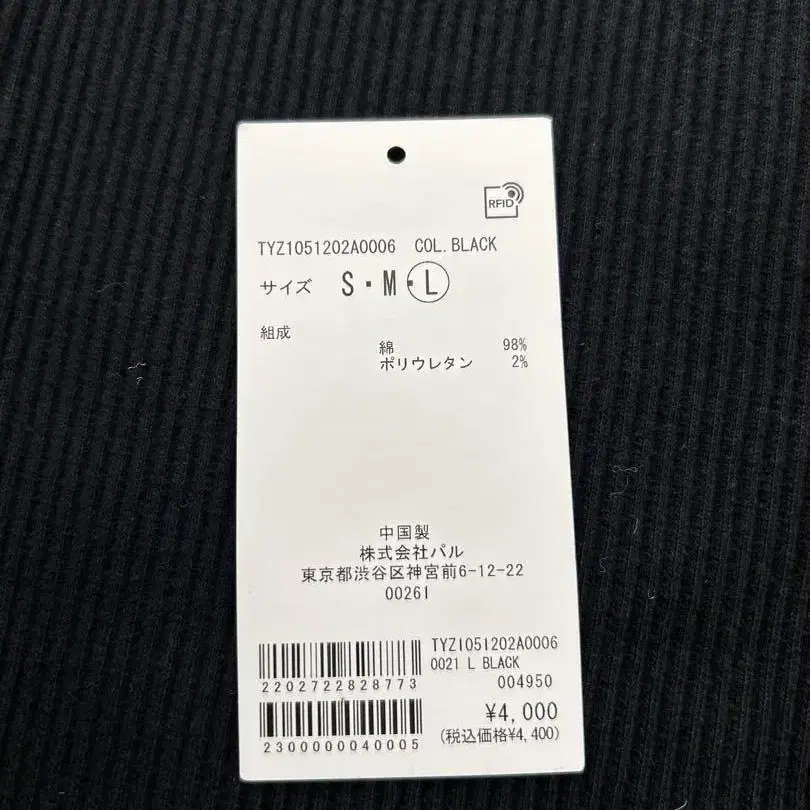 RFID
TYZ1051202A0006 COL.BLACK
サイズ S・M・L
組成
綿 98%
ポリウレタン 2%
中国製
株式会社パル
東京都渋谷区神宮前6-12-22
00261
TYZ1051202A0006
0021 L BLACK
2202722828773
004950
¥4,000
2300000040005
(税込価格¥4,400)